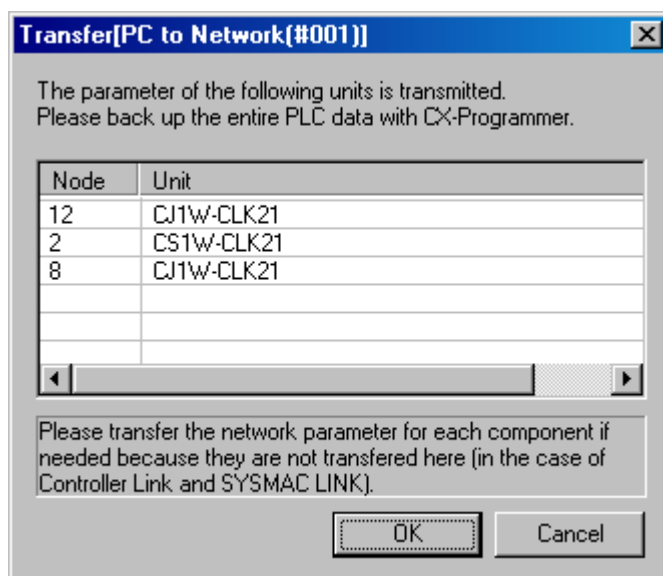 Transfer[PC to Network(#001)]
The parameter of the following units is transmitted.
Please back up the entire PLC data with CX-Programmer.
Node Unit
12 CJ1W-CLK21
2 CS1W-CLK21
8 CJ1W-CLK21
Please transfer the network parameter for each component if
needed because they are not transfered here (in the case of
Controller Link and SYSMAC LINK).
OK Cancel